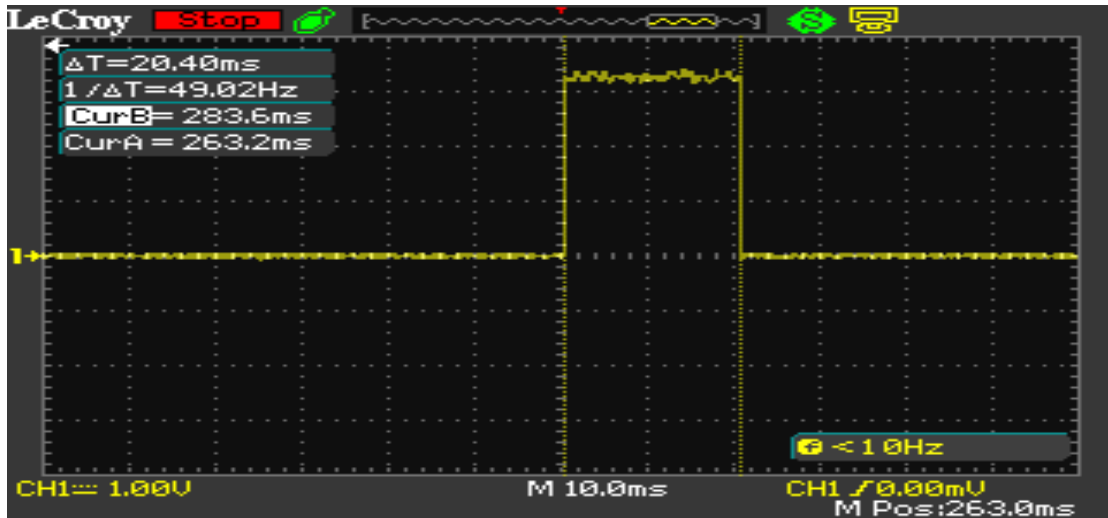 LeCroy Stop S
ΔT=20.40ms
1/ΔT=49.02Hz
CurB= 283.6ms
CurA = 263.2ms
1
f <10Hz
CH1 1.00V M 10.0ms CH1 0.00mV
M Pos:263.0ms